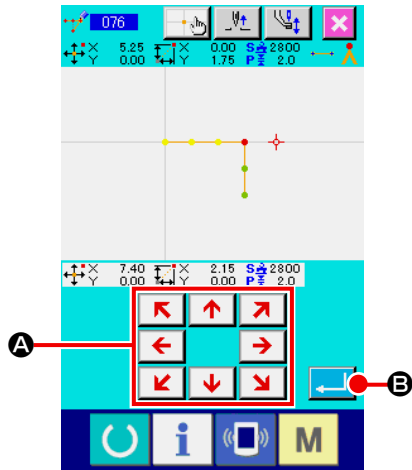 076
X 5.25 X 0.00 S 2800
Y 0.00 Y 1.75 P 2.0
X 7.40 X 2.15 S 2800
Y 0.00 Y 0.00 P 2.0
A
B
i M